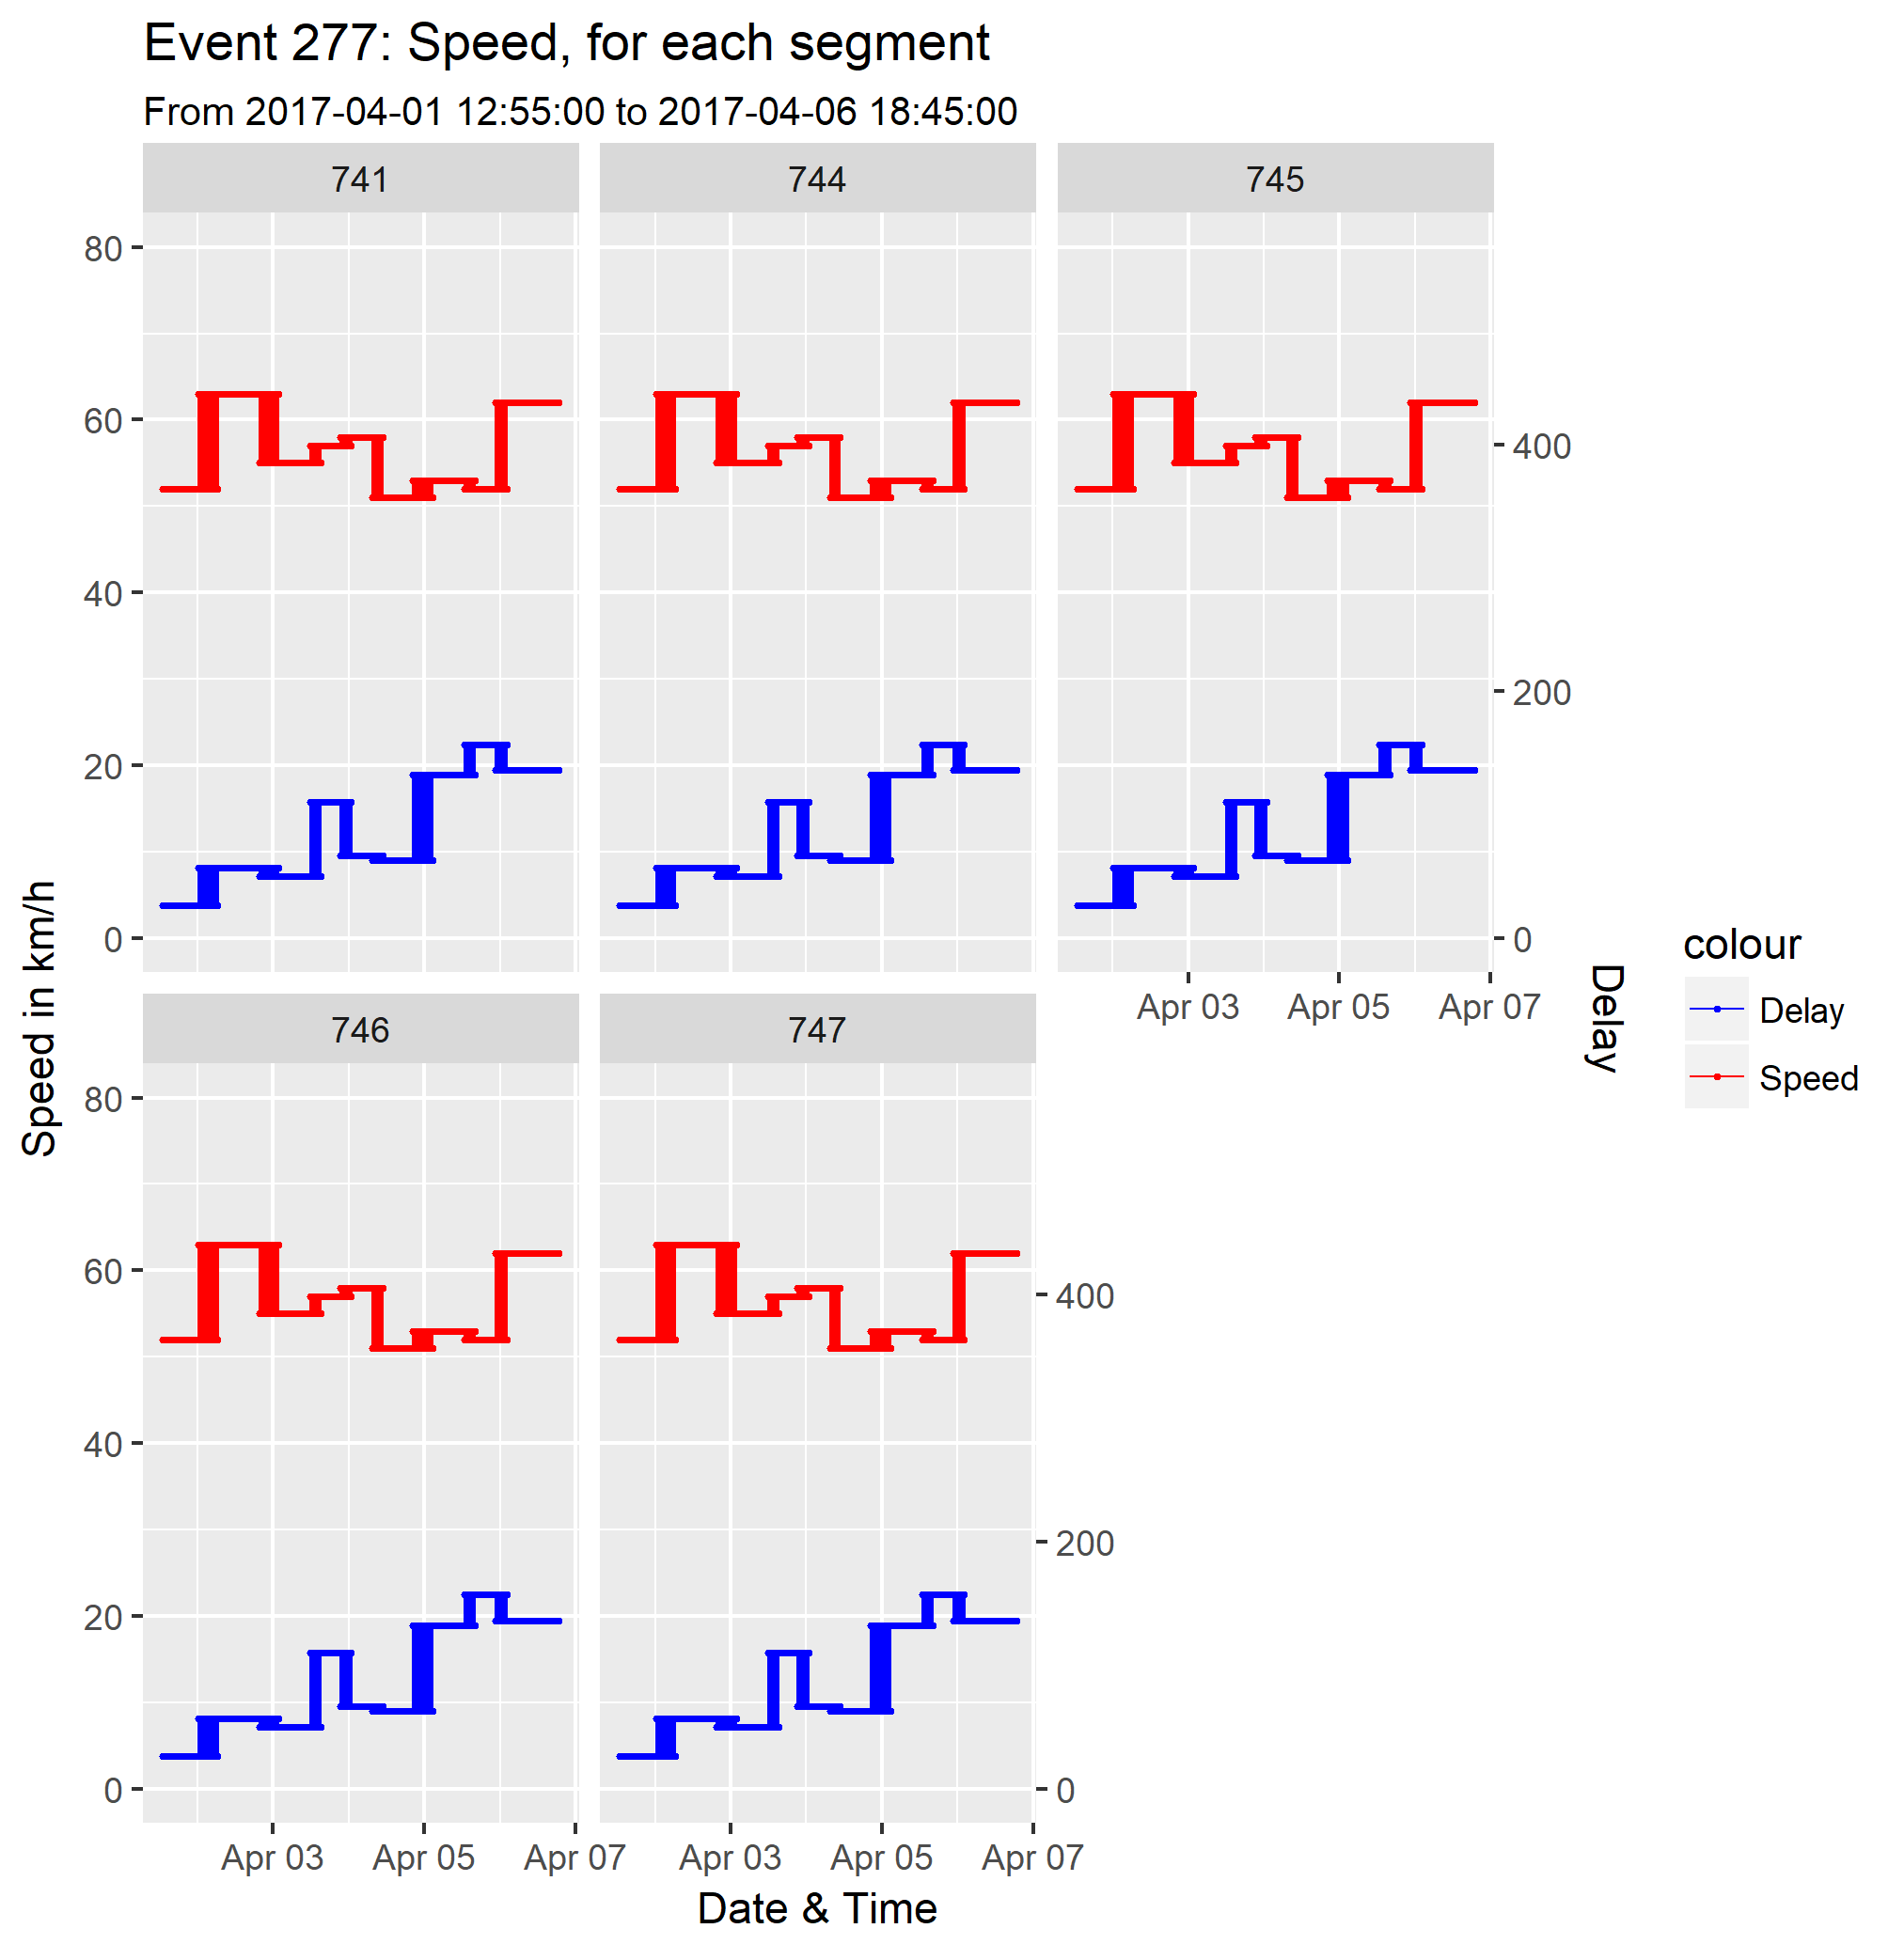 Event 277: Speed, for each segment
From 2017-04-01 12:55:00 to 2017-04-06 18:45:00
741
744
745
80
60
40
20
0
400
200
0
Apr 03
Apr 05
Apr 07
746
747
80
60
40
20
0
400
200
0
Apr 03
Apr 05
Apr 07
Apr 03
Apr 05
Apr 07
Date & Time
Speed in km/h
Delay
colour
Delay
Speed